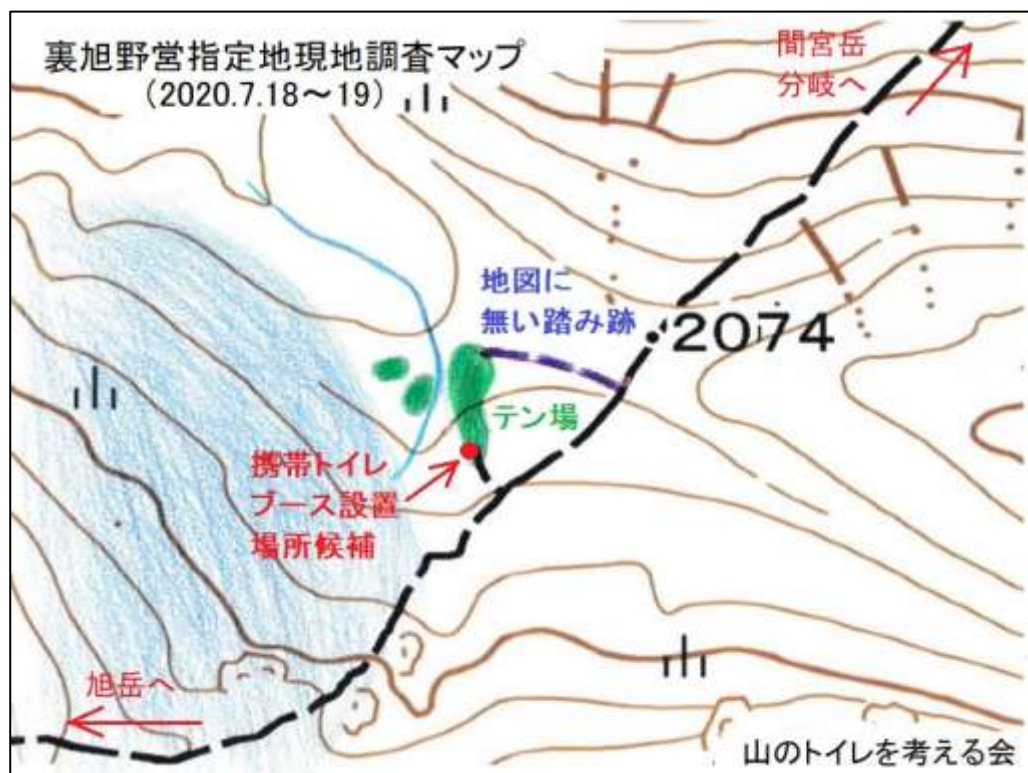 裏旭野営指定地現地調査マップ
(2020.7.18～19)
間宮岳
分岐へ
地図に
無い踏み跡
2074
テン場
携帯トイレ
ブース設置
場所候補
旭岳へ
山のトイレを考える会